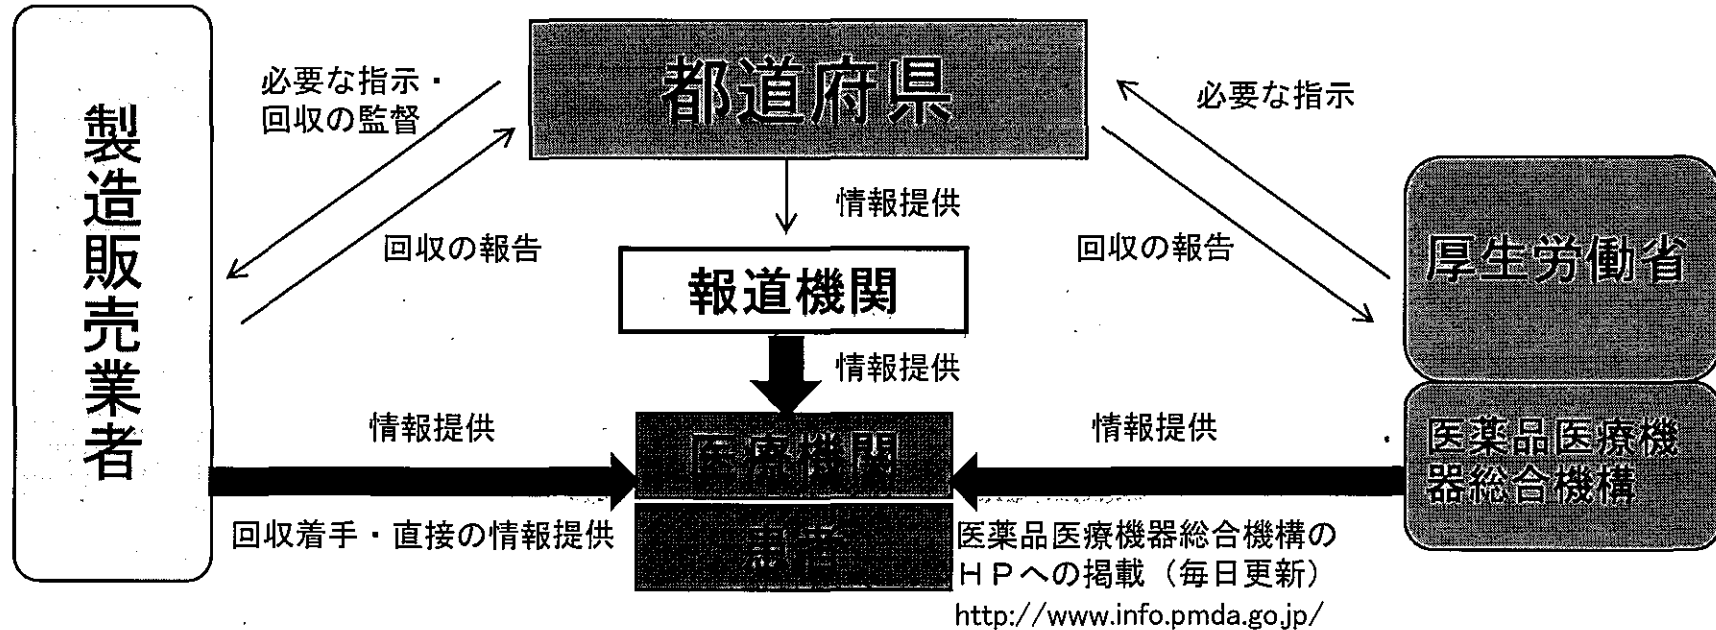 製造販売業者
必要な指示・
回収の監督
都道府県
必要な指示
情報提供
回収の報告
回収の報告
厚生労働省
報道機関
情報提供
情報提供
医療機関
情報提供
医薬品医療機
器総合機構
回収着手・直接の情報提供
患者
医薬品医療機器総合機構の
HPへの掲載(毎日更新)
http://www.info.pmda.go.jp/